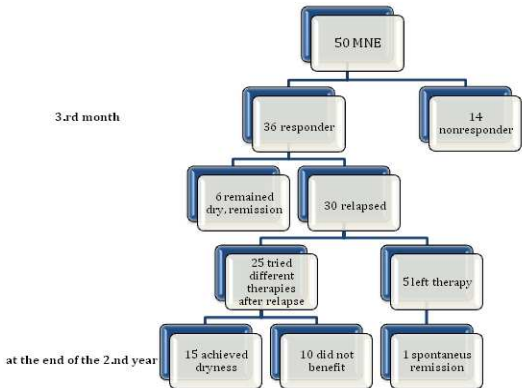 50 MNE
3.rd month
36 responder
14
nonresponder
6 remained
dry, remission
30 relapsed
25 tried
different
therapies
after relapse
5 left therapy
at the end of the 2.nd year
15 achieved
dryness
10 did not
benefit
1 spontaneus
remission